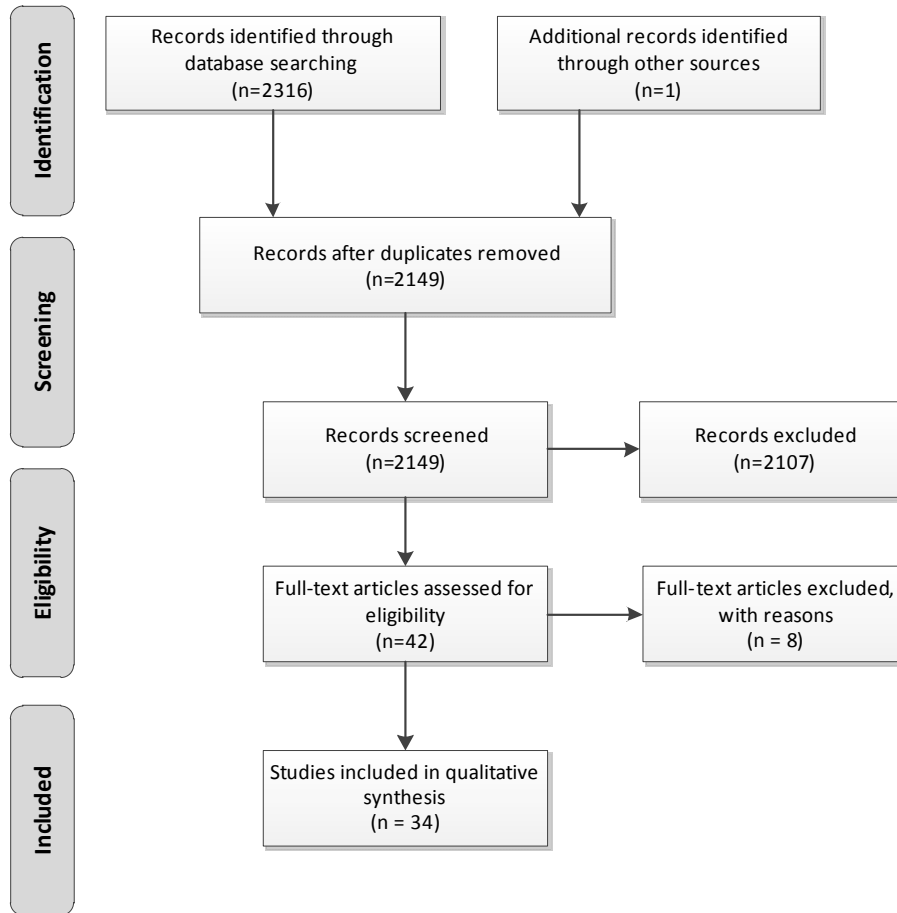 Identification
Records identified through
database searching
(n=2316)
Additional records identified
through other sources
(n=1)
Screening
Records after duplicates removed
(n=2149)
Records screened
(n=2149)
Records excluded
(n=2107)
Eligibility
Full-text articles assessed for
eligibility
(n=42)
Full-text articles excluded,
with reasons
(n = 8)
Included
Studies included in qualitative
synthesis
(n = 34)